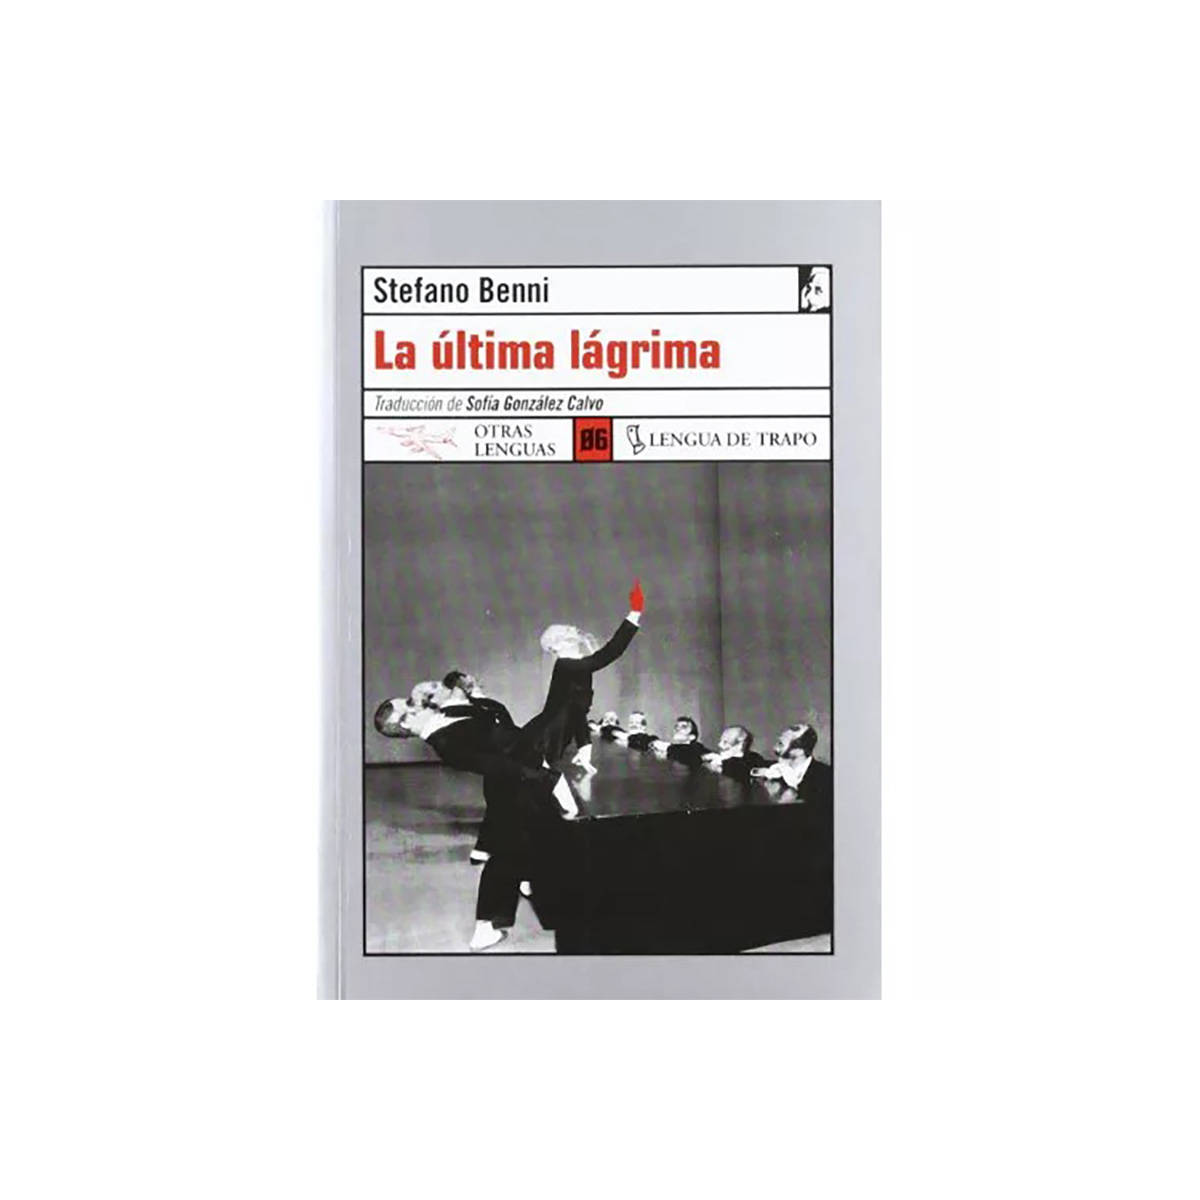 Stefano Benni
La última lágrima
Traducción de Sofía González Calvo
OTRAS
LENGUAS
06
LENGUA DE TRAPO